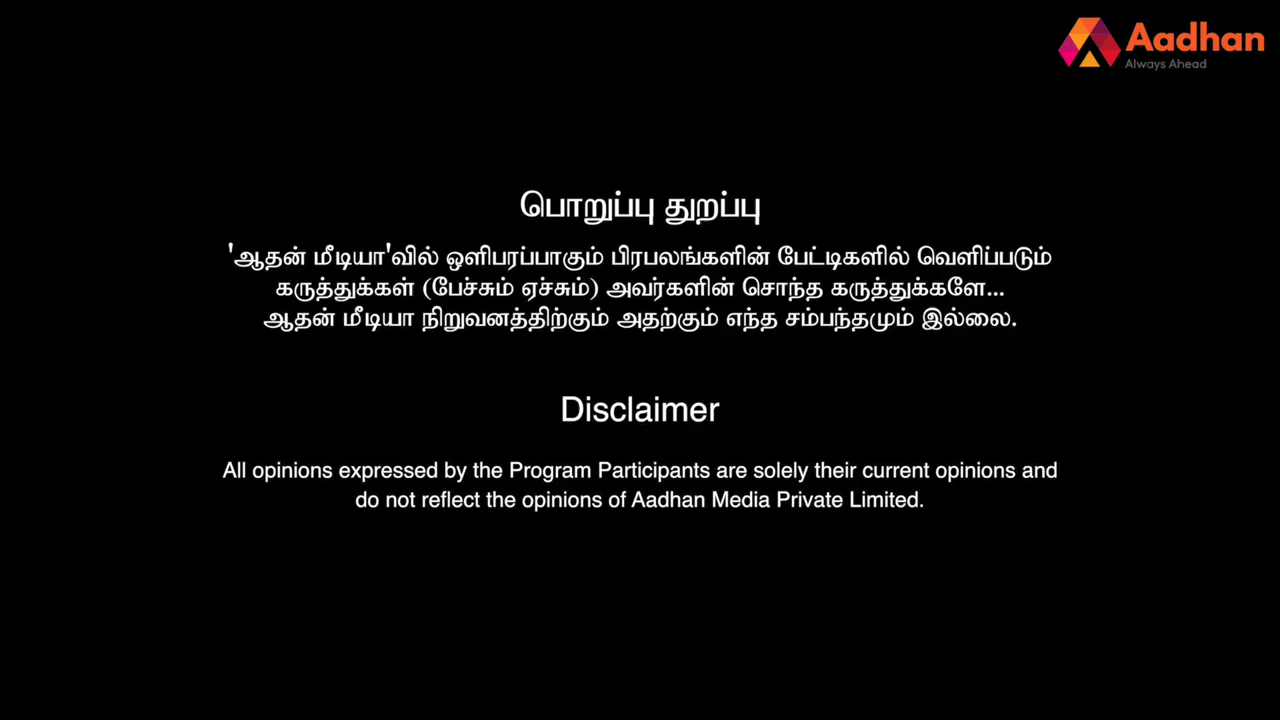 Aadhan
Always Ahead
பொறுப்பு துறப்பு
'ஆதன் மீடியா'வில் ஒளிபரப்பாகும் பிரபலங்களின் பேட்டிகளில் வெளிப்படும்
கருத்துக்கள் (பேச்சும் ஏச்சும்) அவர்களின் சொந்த கருத்துக்களே...
ஆதன் மீடியா நிறுவனத்திற்கும் அதற்கும் எந்த சம்பந்தமும் இல்லை.
Disclaimer
All opinions expressed by the Program Participants are solely their current opinions and
do not reflect the opinions of Aadhan Media Private Limited.